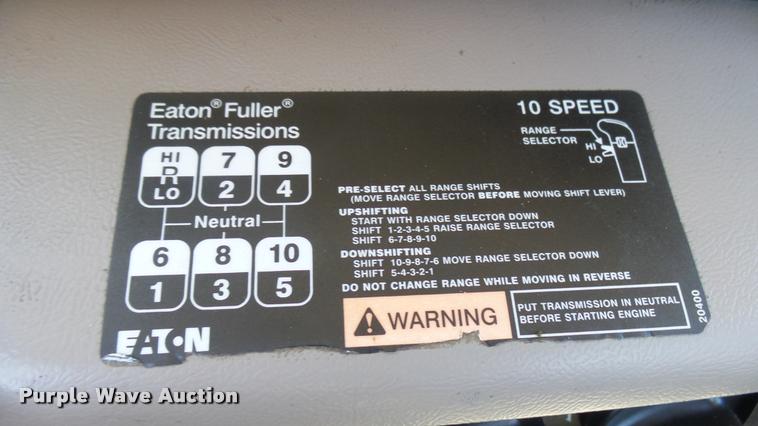 Eaton® Fuller®
Transmissions
10 SPEED
RANGE
SELECTOR
HI
LO
HI 7 9
R
LO 2 4
Neutral
6 8 10
1 3 5
PRE-SELECT ALL RANGE SHIFTS
(MOVE RANGE SELECTOR BEFORE MOVING SHIFT LEVER)
UPSHIFTING
START WITH RANGE SELECTOR DOWN
SHIFT 1-2-3-4-5 RAISE RANGE SELECTOR
SHIFT 6-7-8-9-10
DOWNSHIFTING
SHIFT 10-9-8-7-6 MOVE RANGE SELECTOR DOWN
SHIFT 5-4-3-2-1
DO NOT CHANGE RANGE WHILE MOVING IN REVERSE
WARNING
PUT TRANSMISSION IN NEUTRAL
BEFORE STARTING ENGINE
20400
EATON
Purple Wave Auction